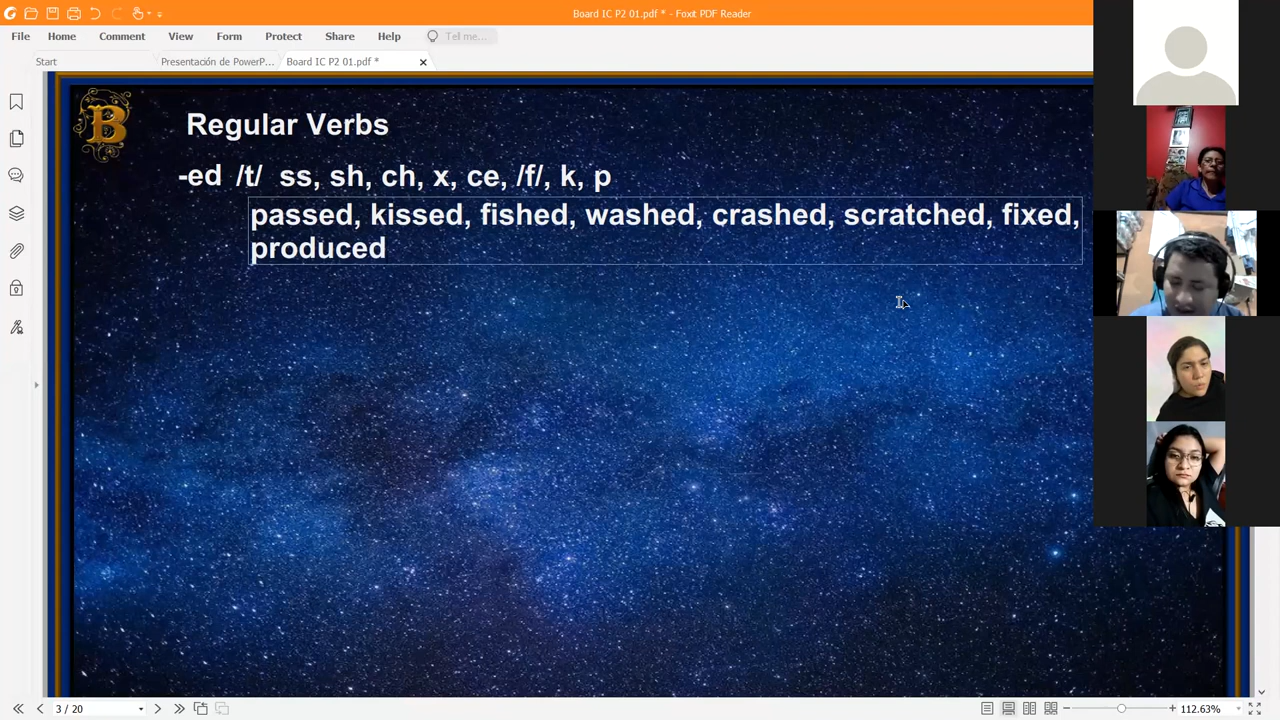 Board IC P2 01.pdf * - Foxit PDF Reader
File Home Comment View Form Protect Share Help Tell me...
Start Presentación de PowerP... Board IC P2 01.pdf *
B
Regular Verbs
-ed /t/ ss, sh, ch, x, ce, /f/, k, p
passed, kissed, fished, washed, crashed, scratched, fixed,
produced
3 / 20 112.63%